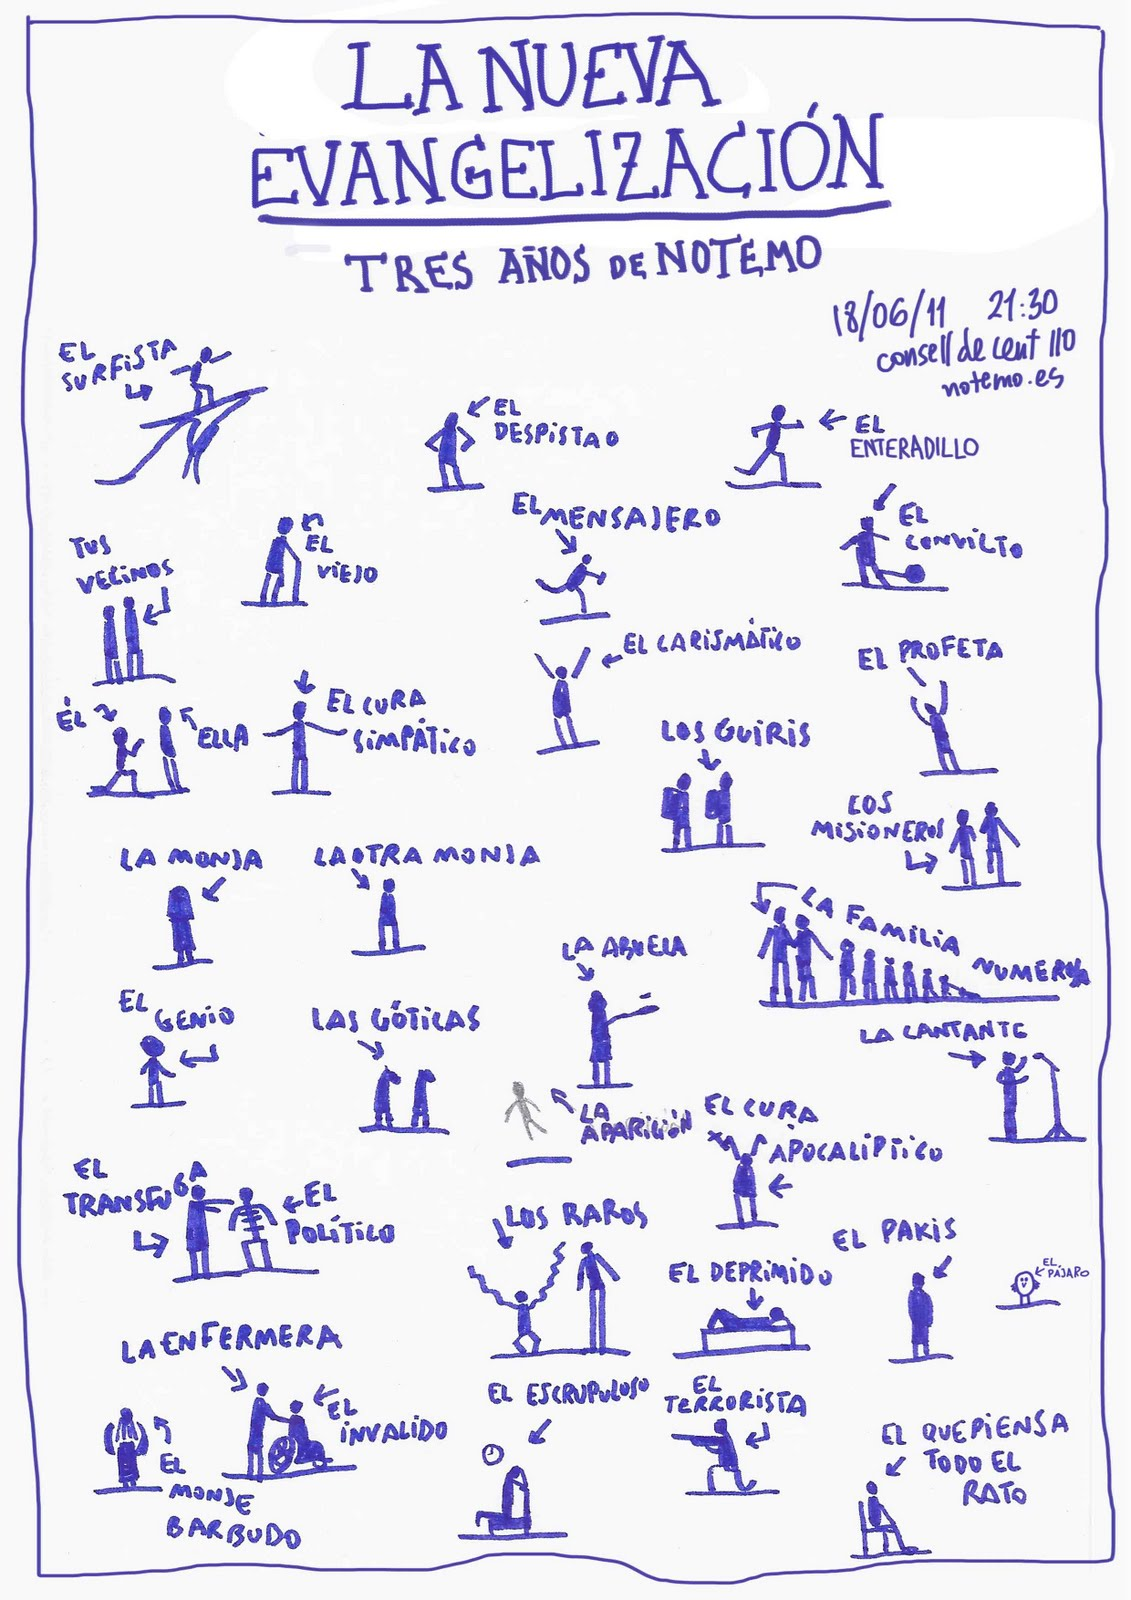 LA NUEVA
EVANGELIZACIÓN
TRES AÑOS DE NOTEMO
18/06/11 21:30
consell de cent 110
notemo.es
EL
SURFISTA
EL
DESPISTAO
EL
ENTERADILLO
EL MENSAJERO
EL
CONVICTO
TUS
VECINOS
EL
VIEJO
EL CARISMÁTICO
EL PROFETA
ÉL
ELLA
EL CURA
SIMPÁTICO
LOS GUIRIS
LOS
MISIONEROS
LA MONJA
LA OTRA MONJA
LA FAMILIA
NUMEROSA
LA ABUELA
EL
GENIO
LAS GÓTICAS
LA CANTANTE
LA
APARICIÓN
EL CURA
APOCALÍPTICO
EL
TRANSFUGA
EL
POLÍTICO
LOS RAROS
EL DEPRIMIDO
EL PAKIS
EL
PÁJARO
LA ENFERMERA
EL
INVALIDO
EL
MONJE
BARBUDO
EL ESCRUPULOSO
EL
TERRORISTA
EL QUE PIENSA
TODO EL
RATO